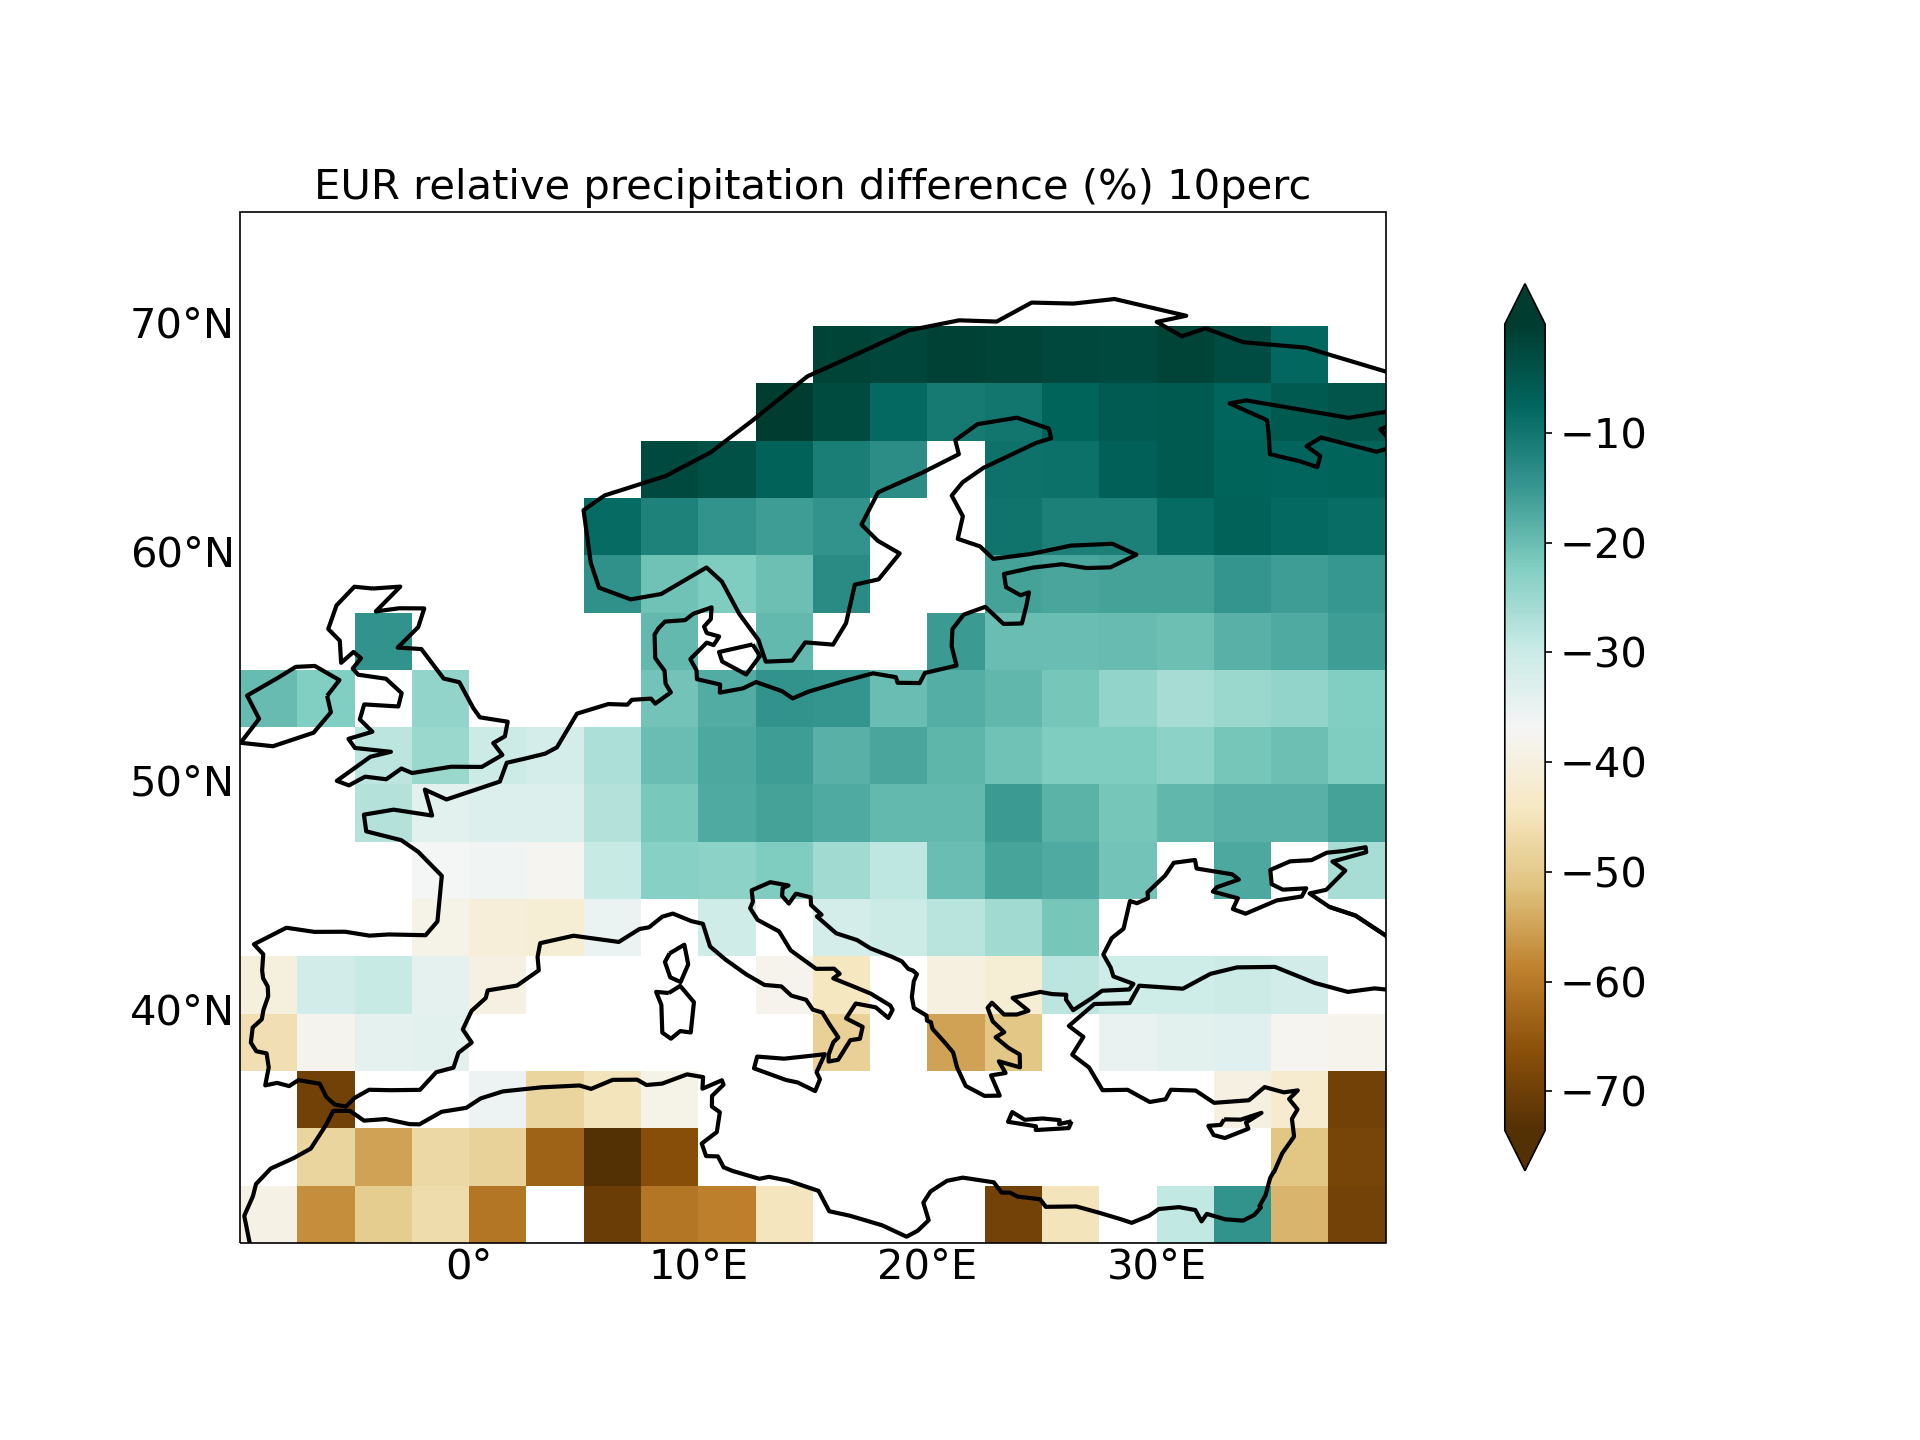 EUR relative precipitation difference (%) 10perc
70°N
60°N
50°N
40°N
0°
10°E
20°E
30°E
−10
−20
−30
−40
−50
−60
−70